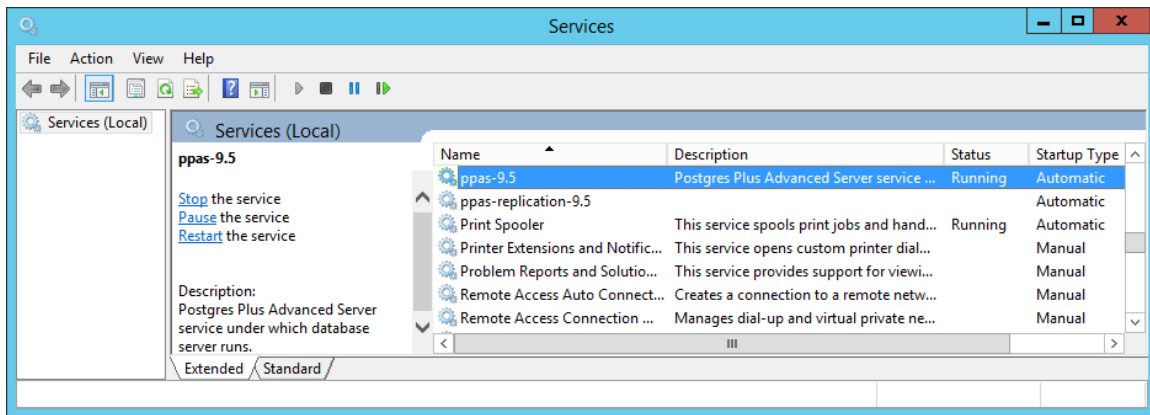 Services
File Action View Help
Services (Local)
Services (Local)
ppas-9.5
Stop the service
Pause the service
Restart the service
Description:
Postgres Plus Advanced Server
service under which database
server runs.
Name Description Status Startup Type
ppas-9.5 Postgres Plus Advanced Server service ... Running Automatic
ppas-replication-9.5 Automatic
Print Spooler This service spools print jobs and hand... Running Automatic
Printer Extensions and Notific... This service opens custom printer dial... Manual
Problem Reports and Solutio... This service provides support for viewi... Manual
Remote Access Auto Connect... Creates a connection to a remote netw... Manual
Remote Access Connection ... Manages dial-up and virtual private ne... Manual
Extended Standard